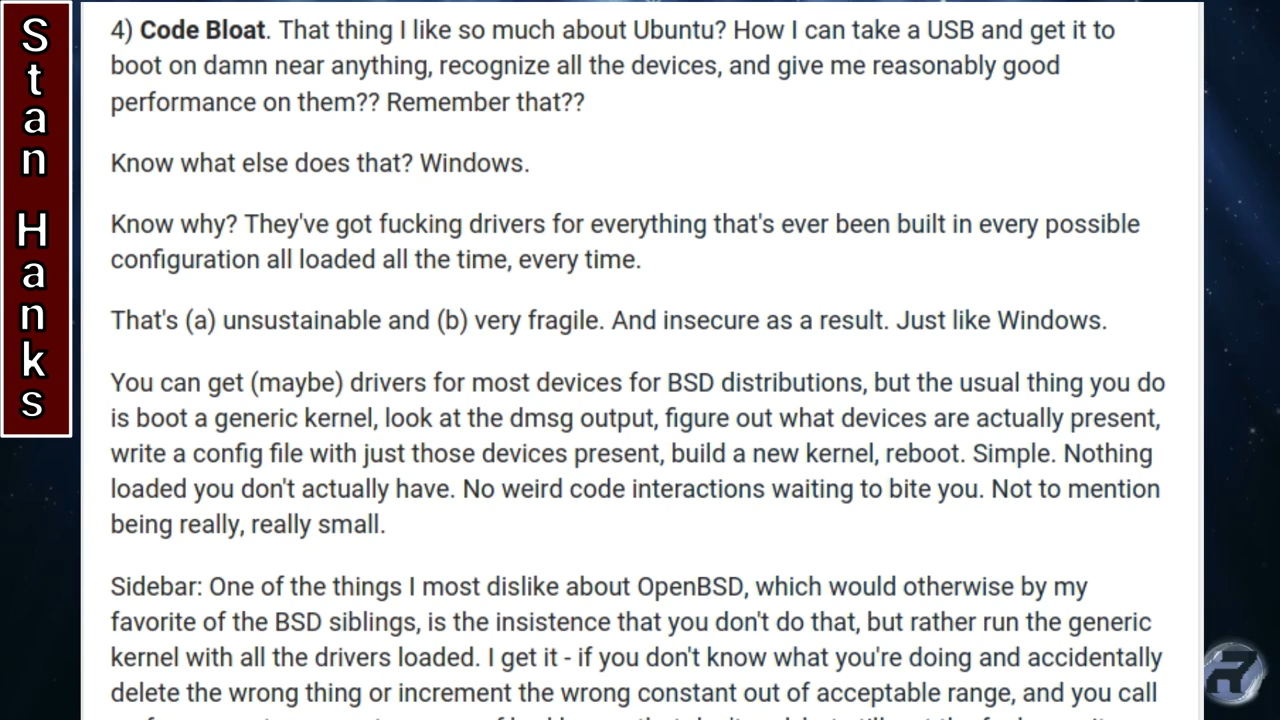 Stan Hanks
4) Code Bloat. That thing I like so much about Ubuntu? How I can take a USB and get it to
boot on damn near anything, recognize all the devices, and give me reasonably good
performance on them?? Remember that??
Know what else does that? Windows.
Know why? They've got fucking drivers for everything that's ever been built in every possible
configuration all loaded all the time, every time.
That's (a) unsustainable and (b) very fragile. And insecure as a result. Just like Windows.
You can get (maybe) drivers for most devices for BSD distributions, but the usual thing you do
is boot a generic kernel, look at the dmsg output, figure out what devices are actually present,
write a config file with just those devices present, build a new kernel, reboot. Simple. Nothing
loaded you don't actually have. No weird code interactions waiting to bite you. Not to mention
being really, really small.
Sidebar: One of the things I most dislike about OpenBSD, which would otherwise by my
favorite of the BSD siblings, is the insistence that you don't do that, but rather run the generic
kernel with all the drivers loaded. I get it - if you don't know what you're doing and accidentally
delete the wrong thing or increment the wrong constant out of acceptable range, and you call